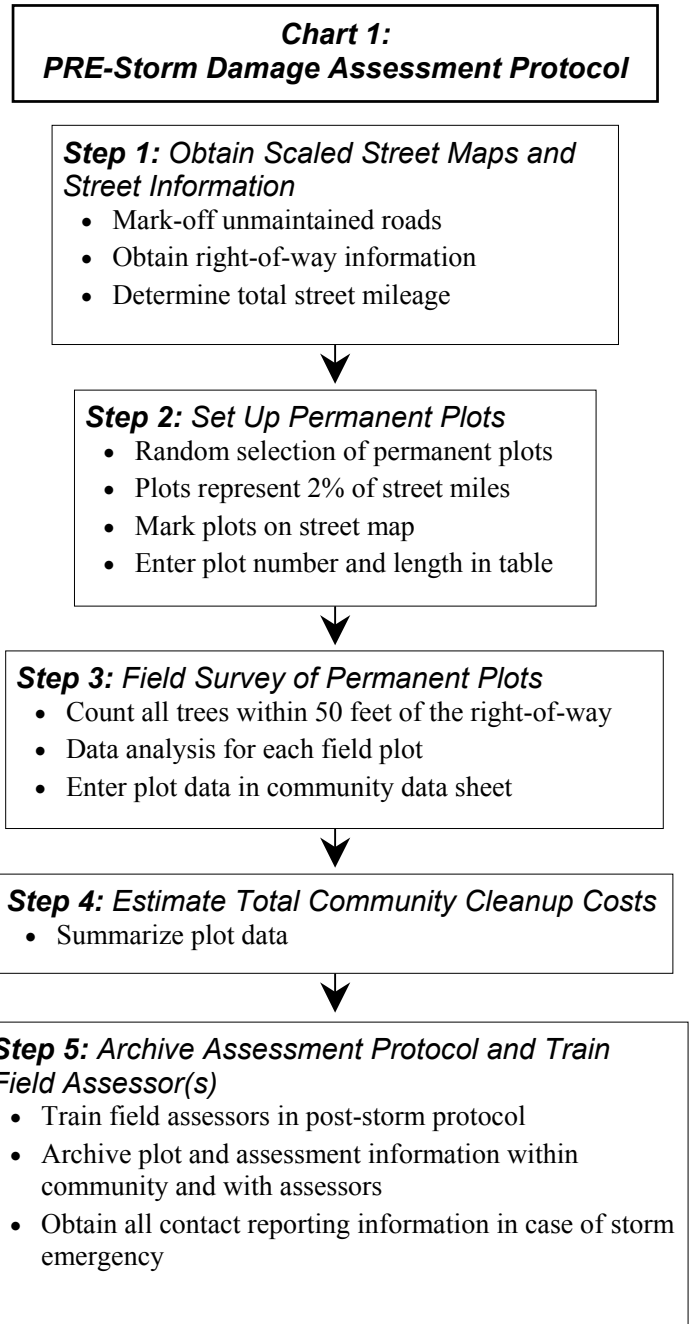 Chart 1:
PRE-Storm Damage Assessment Protocol
Step 1: Obtain Scaled Street Maps and
Street Information
• Mark-off unmaintained roads
• Obtain right-of-way information
• Determine total street mileage
Step 2: Set Up Permanent Plots
• Random selection of permanent plots
• Plots represent 2% of street miles
• Mark plots on street map
• Enter plot number and length in table
Step 3: Field Survey of Permanent Plots
• Count all trees within 50 feet of the right-of-way
• Data analysis for each field plot
• Enter plot data in community data sheet
Step 4: Estimate Total Community Cleanup Costs
• Summarize plot data
Step 5: Archive Assessment Protocol and Train
Field Assessor(s)
• Train field assessors in post-storm protocol
• Archive plot and assessment information within
community and with assessors
• Obtain all contact reporting information in case of storm
emergency